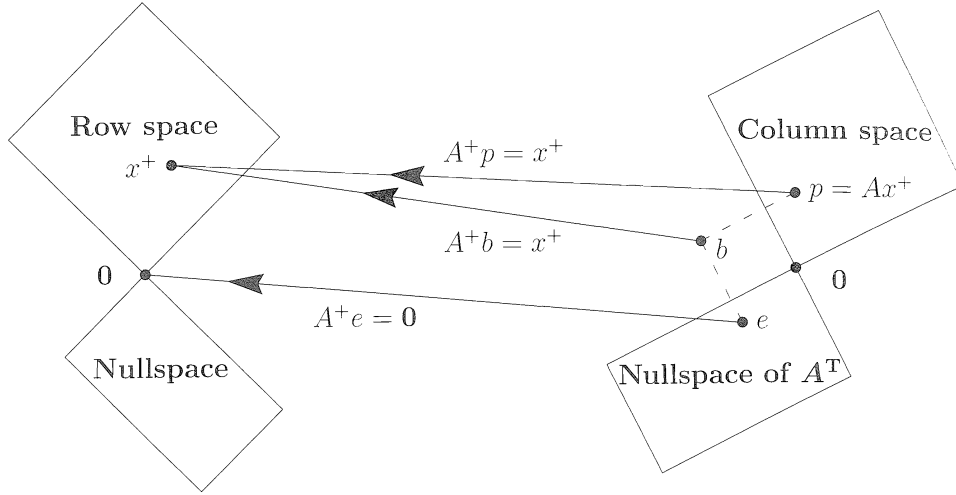 Row space
Column space
A⁺p = x⁺
x⁺
p = Ax⁺
A⁺b = x⁺
b
0
0
A⁺e = 0
e
Nullspace
Nullspace of Aᵀ